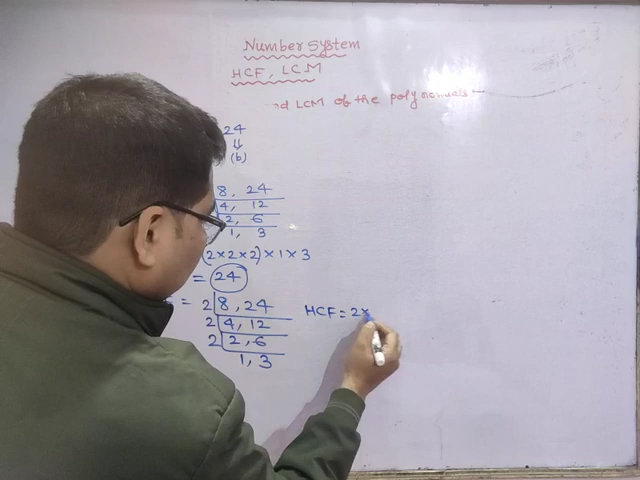 Number System
HCF, LCM
LCM of the polynomials
24
⇓
(b)
8, 24
4, 12
2, 6
1, 3
(2×2×2)×1×3
= 24
= 2 8, 24
2 4, 12
2 2, 6
1, 3
HCF = 2×